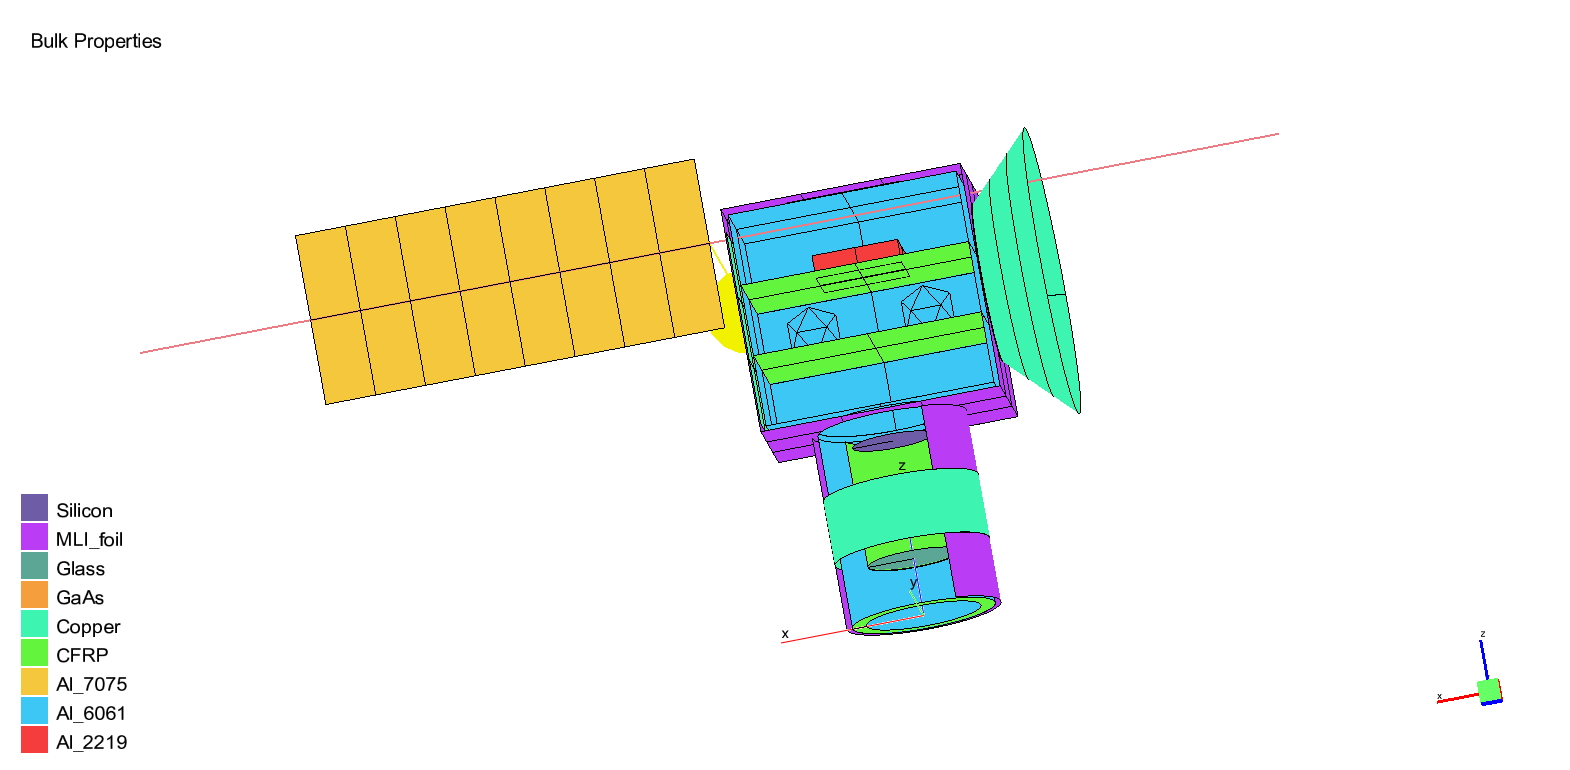 Bulk Properties
z
y
x
Silicon
MLI_foil
Glass
GaAs
Copper
CFRP
Al_7075
Al_6061
Al_2219
z
x